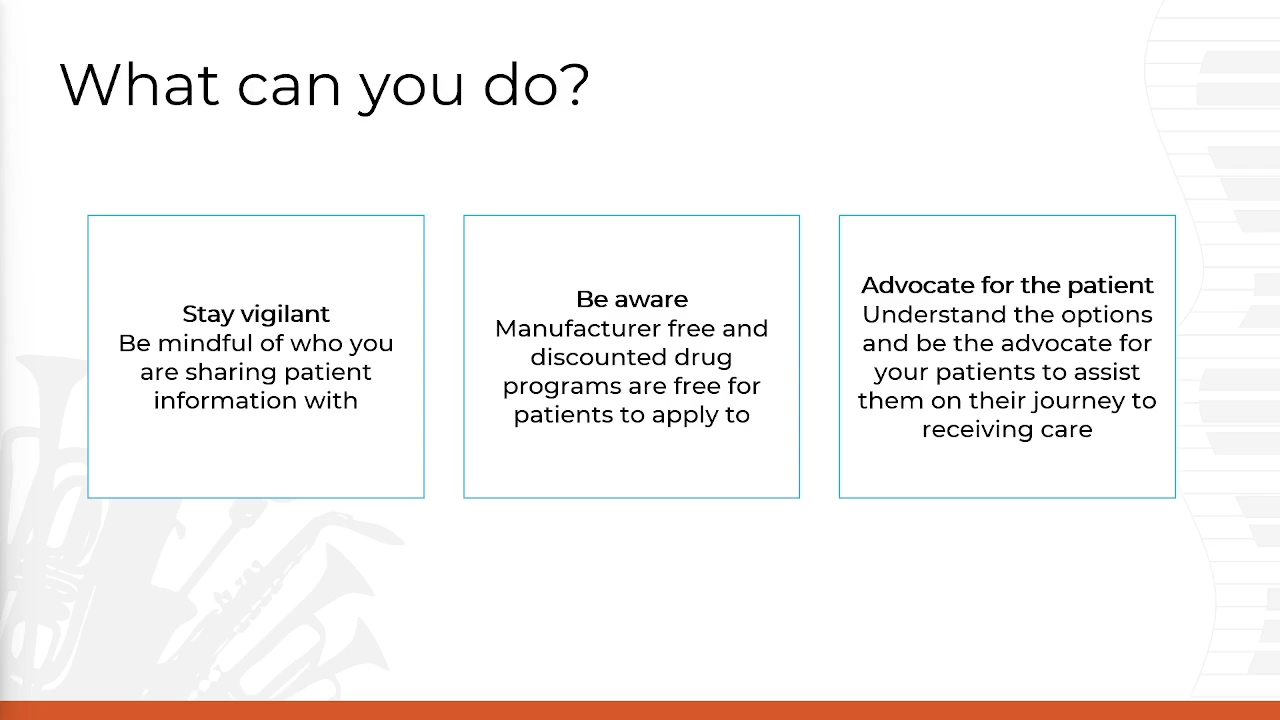 What can you do?
Stay vigilant
Be mindful of who you
are sharing patient
information with
Be aware
Manufacturer free and
discounted drug
programs are free for
patients to apply to
Advocate for the patient
Understand the options
and be the advocate for
your patients to assist
them on their journey to
receiving care